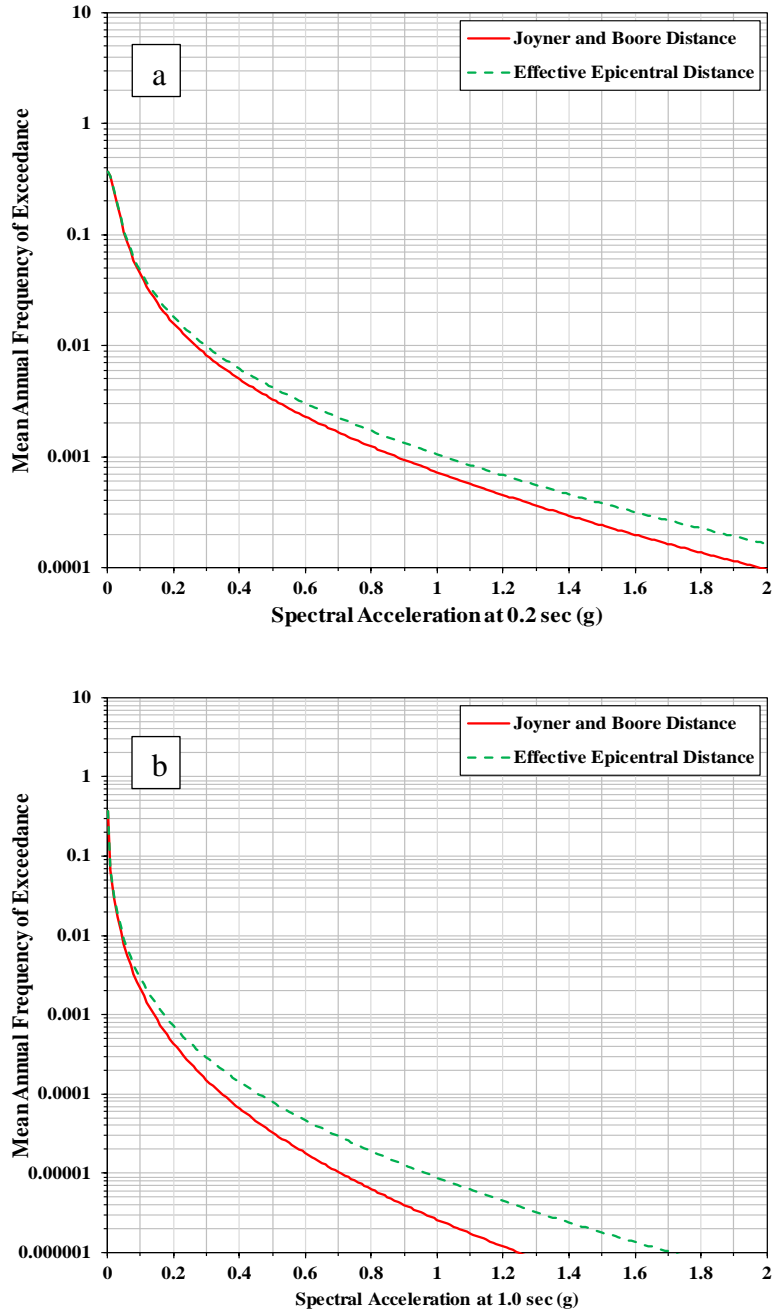 10
Joyner and Boore Distance
a
Effective Epicentral Distance
1
0.1
0.01
0.001
0.0001
Mean Annual Frequency of Exceedance
0 0.2 0.4 0.6 0.8 1 1.2 1.4 1.6 1.8 2
Spectral Acceleration at 0.2 sec (g)
10
Joyner and Boore Distance
b
Effective Epicentral Distance
1
0.1
0.01
0.001
0.0001
0.00001
0.000001
Mean Annual Frequency of Exceedance
0 0.2 0.4 0.6 0.8 1 1.2 1.4 1.6 1.8 2
Spectral Acceleration at 1.0 sec (g)